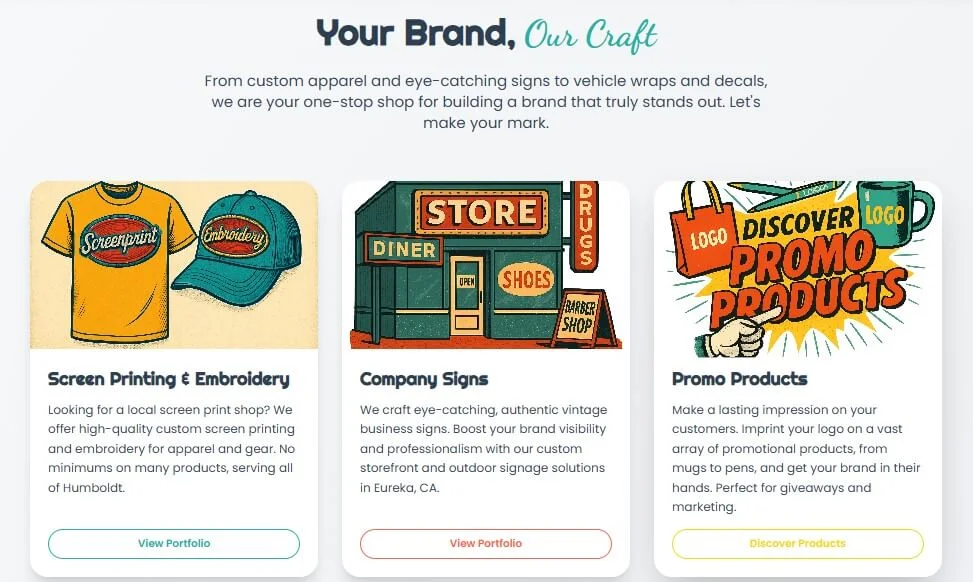 Your Brand, Our Craft
From custom apparel and eye-catching signs to vehicle wraps and decals,
we are your one-stop shop for building a brand that truly stands out. Let's
make your mark.
Screenprint
Embroidery
STORE
DRUGS
DINER
OPEN
SHOES
BARBER
SHOP
LOGO
LOGO
DISCOVER
LOGO
PROMO
PRODUCTS
Screen Printing & Embroidery
Looking for a local screen print shop? We
offer high-quality custom screen printing
and embroidery for apparel and gear. No
minimums on many products, serving all
of Humboldt.
View Portfolio
Company Signs
We craft eye-catching, authentic vintage
business signs. Boost your brand visibility
and professionalism with our custom
storefront and outdoor signage solutions
in Eureka, CA.
View Portfolio
Promo Products
Make a lasting impression on your
customers. Imprint your logo on a vast
array of promotional products, from
mugs to pens, and get your brand in their
hands. Perfect for giveaways and
marketing.
Discover Products